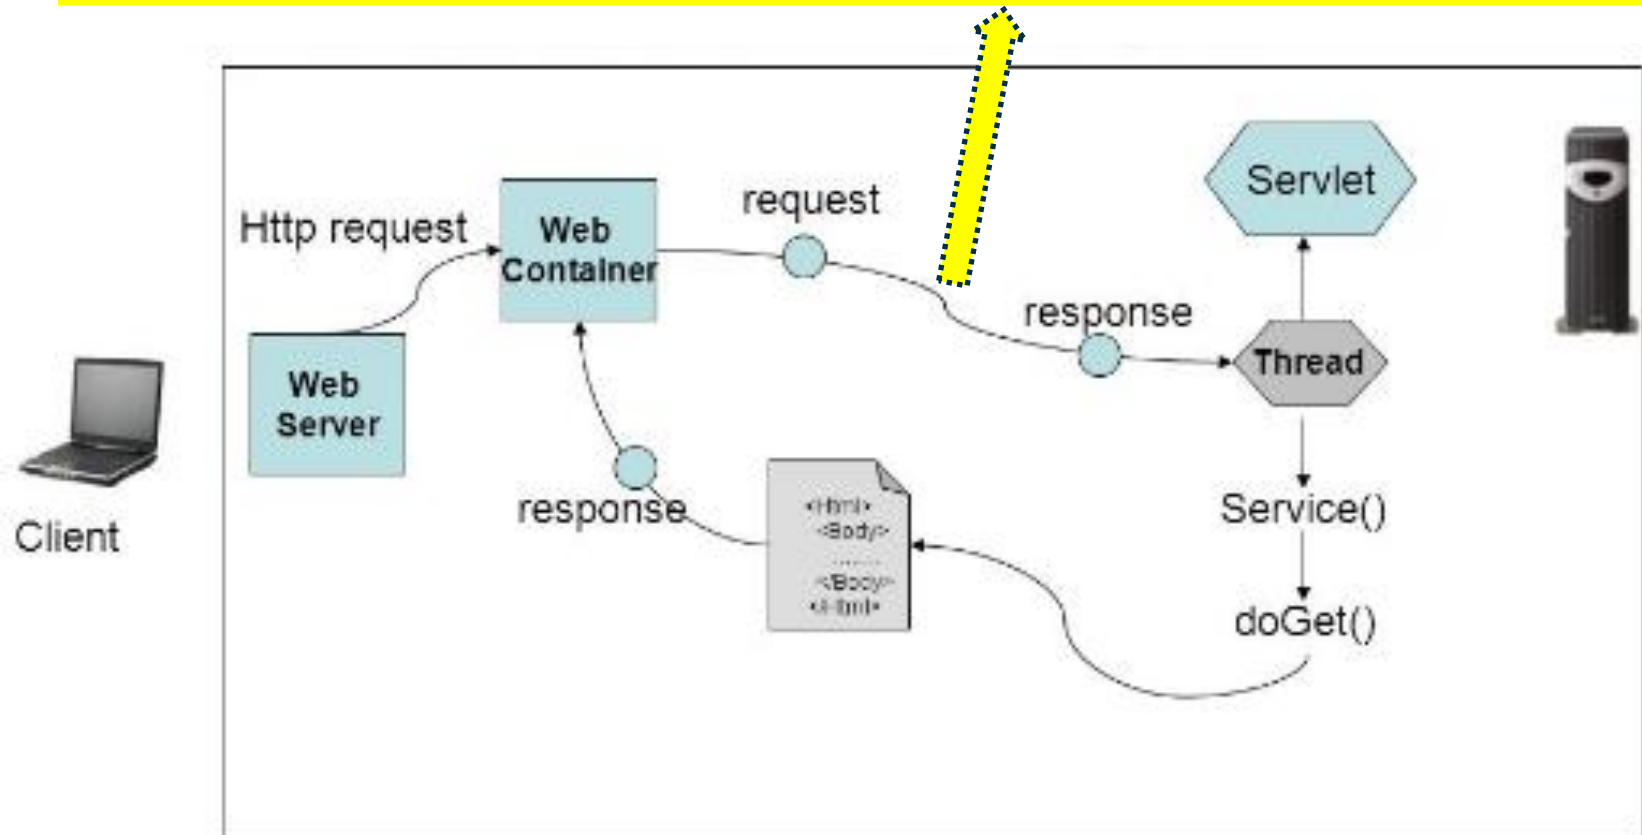 Servlet
request
Http request
Web
Container
response
Thread
Web
Server
response
<Html>
<Body>
.......
</Body>
<Html>
Service()
Client
doGet()